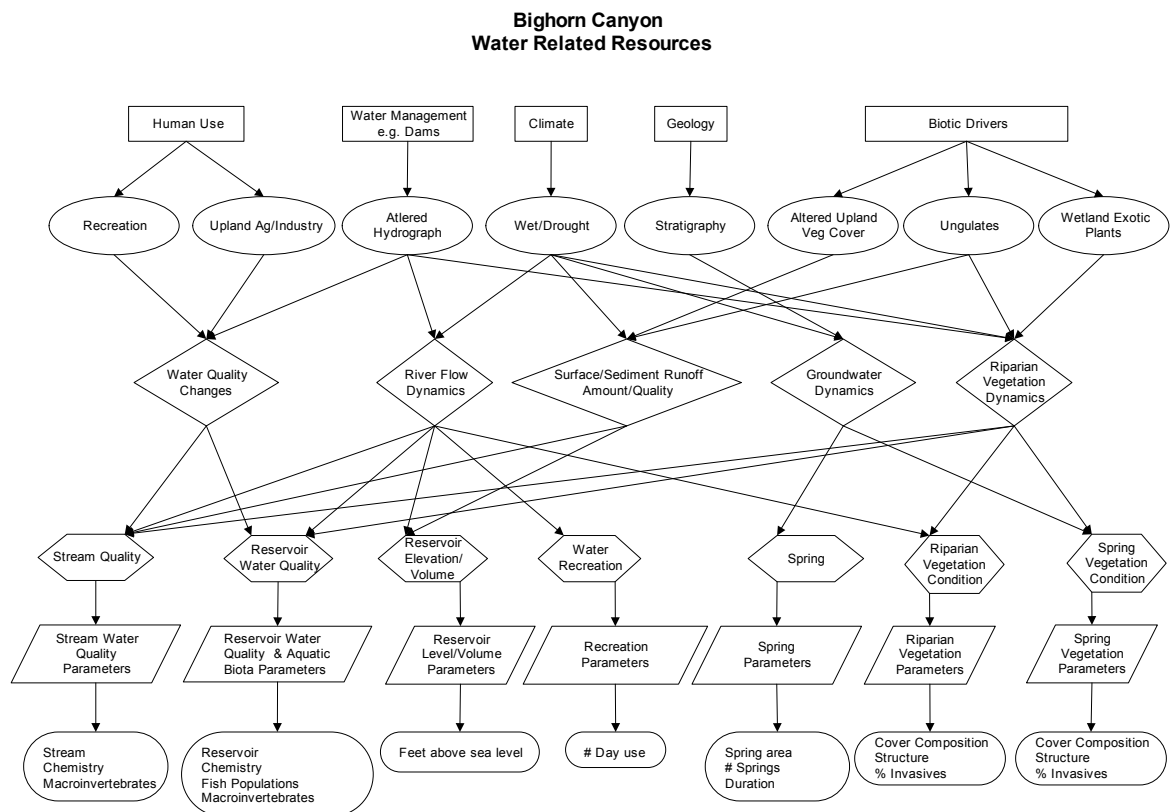 Bighorn Canyon
Water Related Resources
Human Use
Water Management
e.g. Dams
Climate
Geology
Biotic Drivers
Recreation
Upland Ag/Industry
Atlered
Hydrograph
Wet/Drought
Stratigraphy
Altered Upland
Veg Cover
Ungulates
Wetland Exotic
Plants
Water Quality
Changes
River Flow
Dynamics
Surface/Sediment Runoff
Amount/Quality
Groundwater
Dynamics
Riparian
Vegetation
Dynamics
Stream Quality
Reservoir
Water Quality
Reservoir
Elevation/
Volume
Water
Recreation
Spring
Riparian
Vegetation
Condition
Spring
Vegetation
Condition
Stream Water
Quality
Parameters
Reservoir Water
Quality & Aquatic
Biota Parameters
Reservoir
Level/Volume
Parameters
Recreation
Parameters
Spring
Parameters
Riparian
Vegetation
Parameters
Spring
Vegetation
Parameters
Stream
Chemistry
Macroinvertebrates
Reservoir
Chemistry
Fish Populations
Macroinvertebrates
Feet above sea level
# Day use
Spring area
# Springs
Duration
Cover Composition
Structure
% Invasives
Cover Composition
Structure
% Invasives